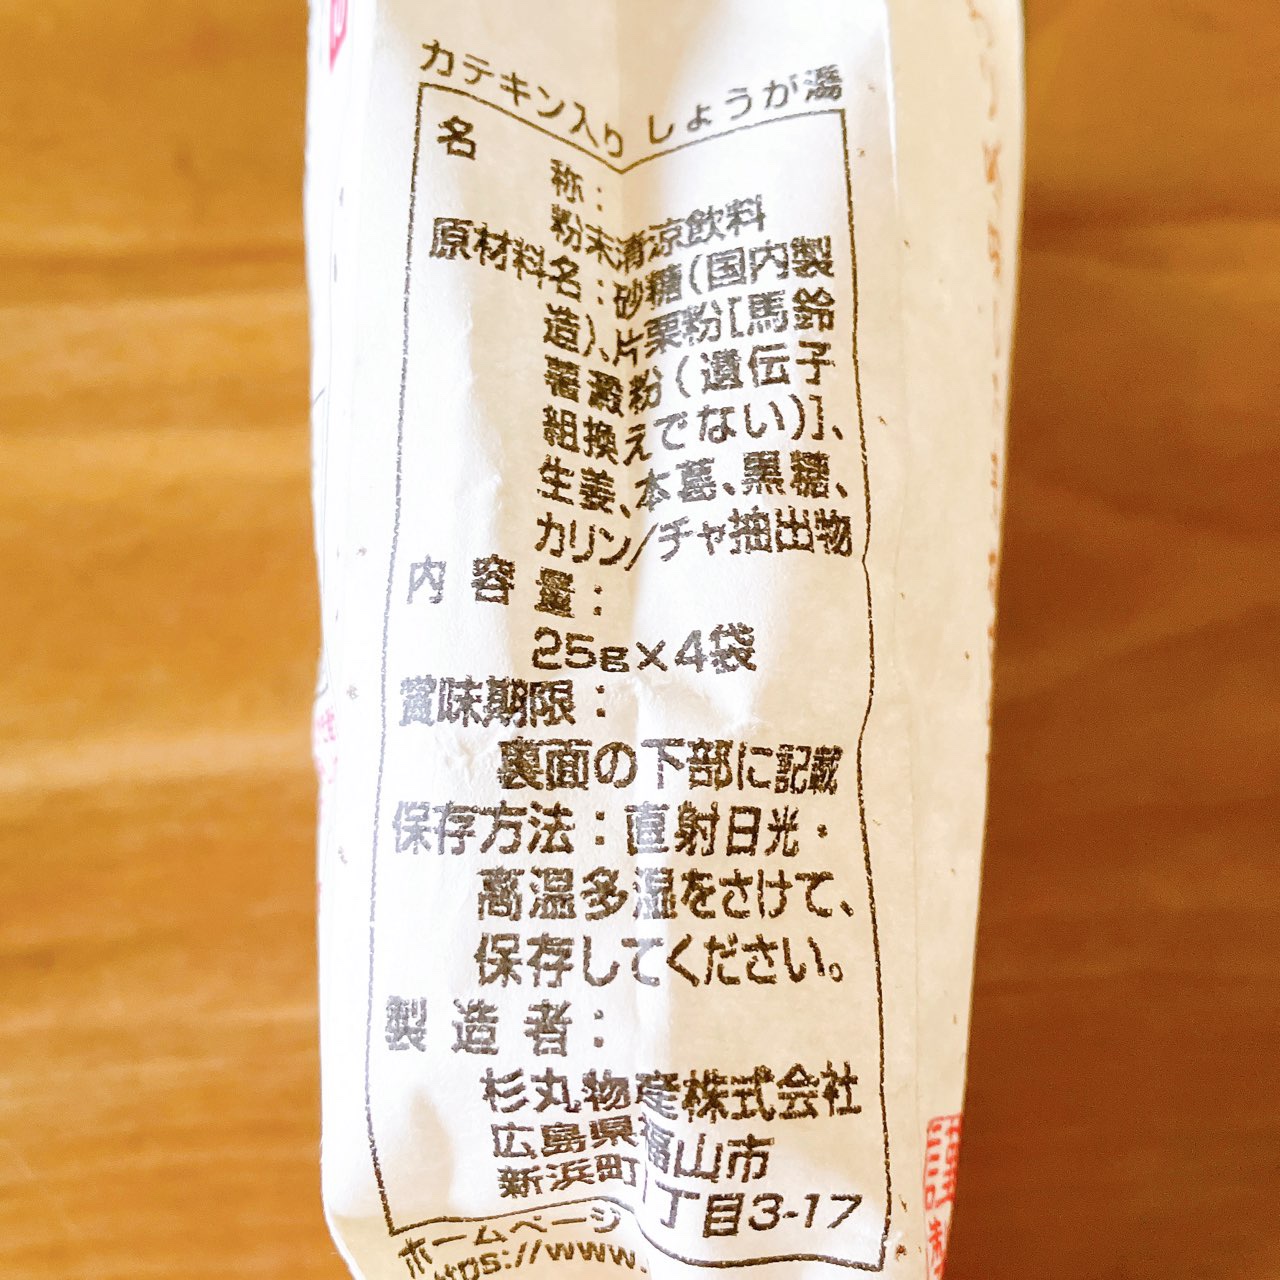 カテキン入り しょうが湯
名　称：
粉末清涼飲料
原材料名：砂糖(国内製
造)、片栗粉[馬鈴
薯澱粉(遺伝子
組換えでない)]、
生姜、本葛、黒糖、
カリン/チャ抽出物
内容量：
25g×4袋
賞味期限：
裏面の下部に記載
保存方法：直射日光・
高温多湿をさけて、
保存してください。
製造者：
杉丸物産株式会社
広島県福山市
新浜町 丁目3-17
ホームページ
https://www.